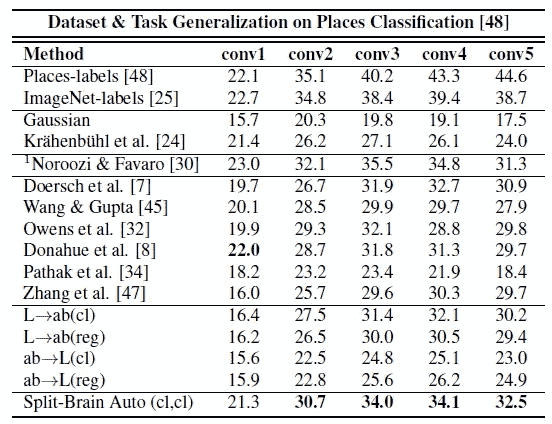 Dataset & Task Generalization on Places Classification [48]
Method conv1 conv2 conv3 conv4 conv5
Places-labels [48] 22.1 35.1 40.2 43.3 44.6
ImageNet-labels [25] 22.7 34.8 38.4 39.4 38.7
Gaussian 15.7 20.3 19.8 19.1 17.5
Krähenbühl et al. [24] 21.4 26.2 27.1 26.1 24.0
¹Noroozi & Favaro [30] 23.0 32.1 35.5 34.8 31.3
Doersch et al. [7] 19.7 26.7 31.9 32.7 30.9
Wang & Gupta [45] 20.1 28.5 29.9 29.7 27.9
Owens et al. [32] 19.9 29.3 32.1 28.8 29.8
Donahue et al. [8] 22.0 28.7 31.8 31.3 29.7
Pathak et al. [34] 18.2 23.2 23.4 21.9 18.4
Zhang et al. [47] 16.0 25.7 29.6 30.3 29.7
L→ab(cl) 16.4 27.5 31.4 32.1 30.2
L→ab(reg) 16.2 26.5 30.0 30.5 29.4
ab→L(cl) 15.6 22.5 24.8 25.1 23.0
ab→L(reg) 15.9 22.8 25.6 26.2 24.9
Split-Brain Auto (cl,cl) 21.3 30.7 34.0 34.1 32.5